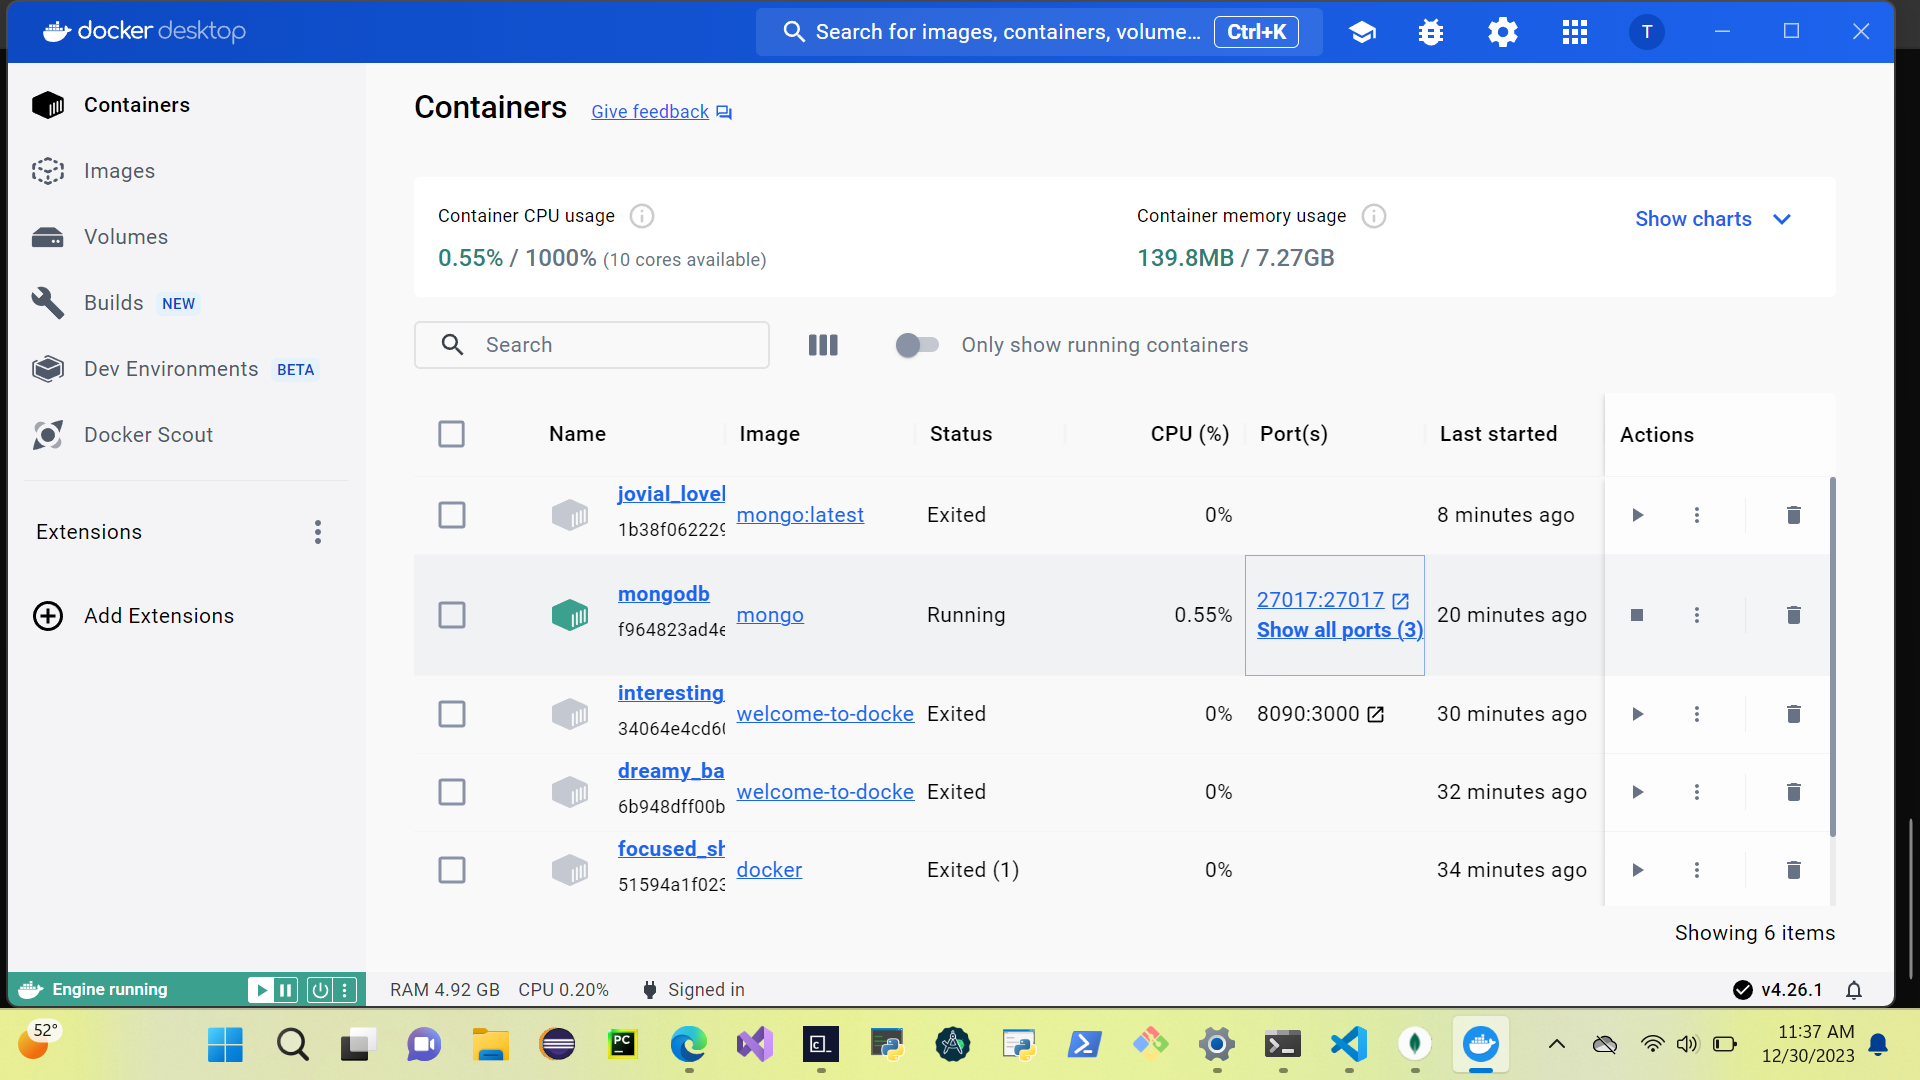 docker desktop
Search for images, containers, volume... Ctrl+K
T
Containers
Images
Volumes
Builds NEW
Dev Environments BETA
Docker Scout
Extensions
Add Extensions
Containers Give feedback
Container CPU usage
0.55% / 1000% (10 cores available)
Container memory usage
139.8MB / 7.27GB
Show charts
Search
Only show running containers
Name Image Status CPU (%) Port(s) Last started Actions
jovial_lovel
1b38f062229
mongo:latest Exited 0% 8 minutes ago
mongodb
f964823ad4e
mongo Running 0.55% 27017:27017
Show all ports (3)
20 minutes ago
interesting_
34064e4cd60
welcome-to-docke Exited 0% 8090:3000 30 minutes ago
dreamy_ba
6b948dff00b
welcome-to-docke Exited 0% 32 minutes ago
focused_sh
51594a1f023
docker Exited (1) 0% 34 minutes ago
Showing 6 items
Engine running
RAM 4.92 GB CPU 0.20% Signed in
v4.26.1
52°
PC
11:37 AM
12/30/2023